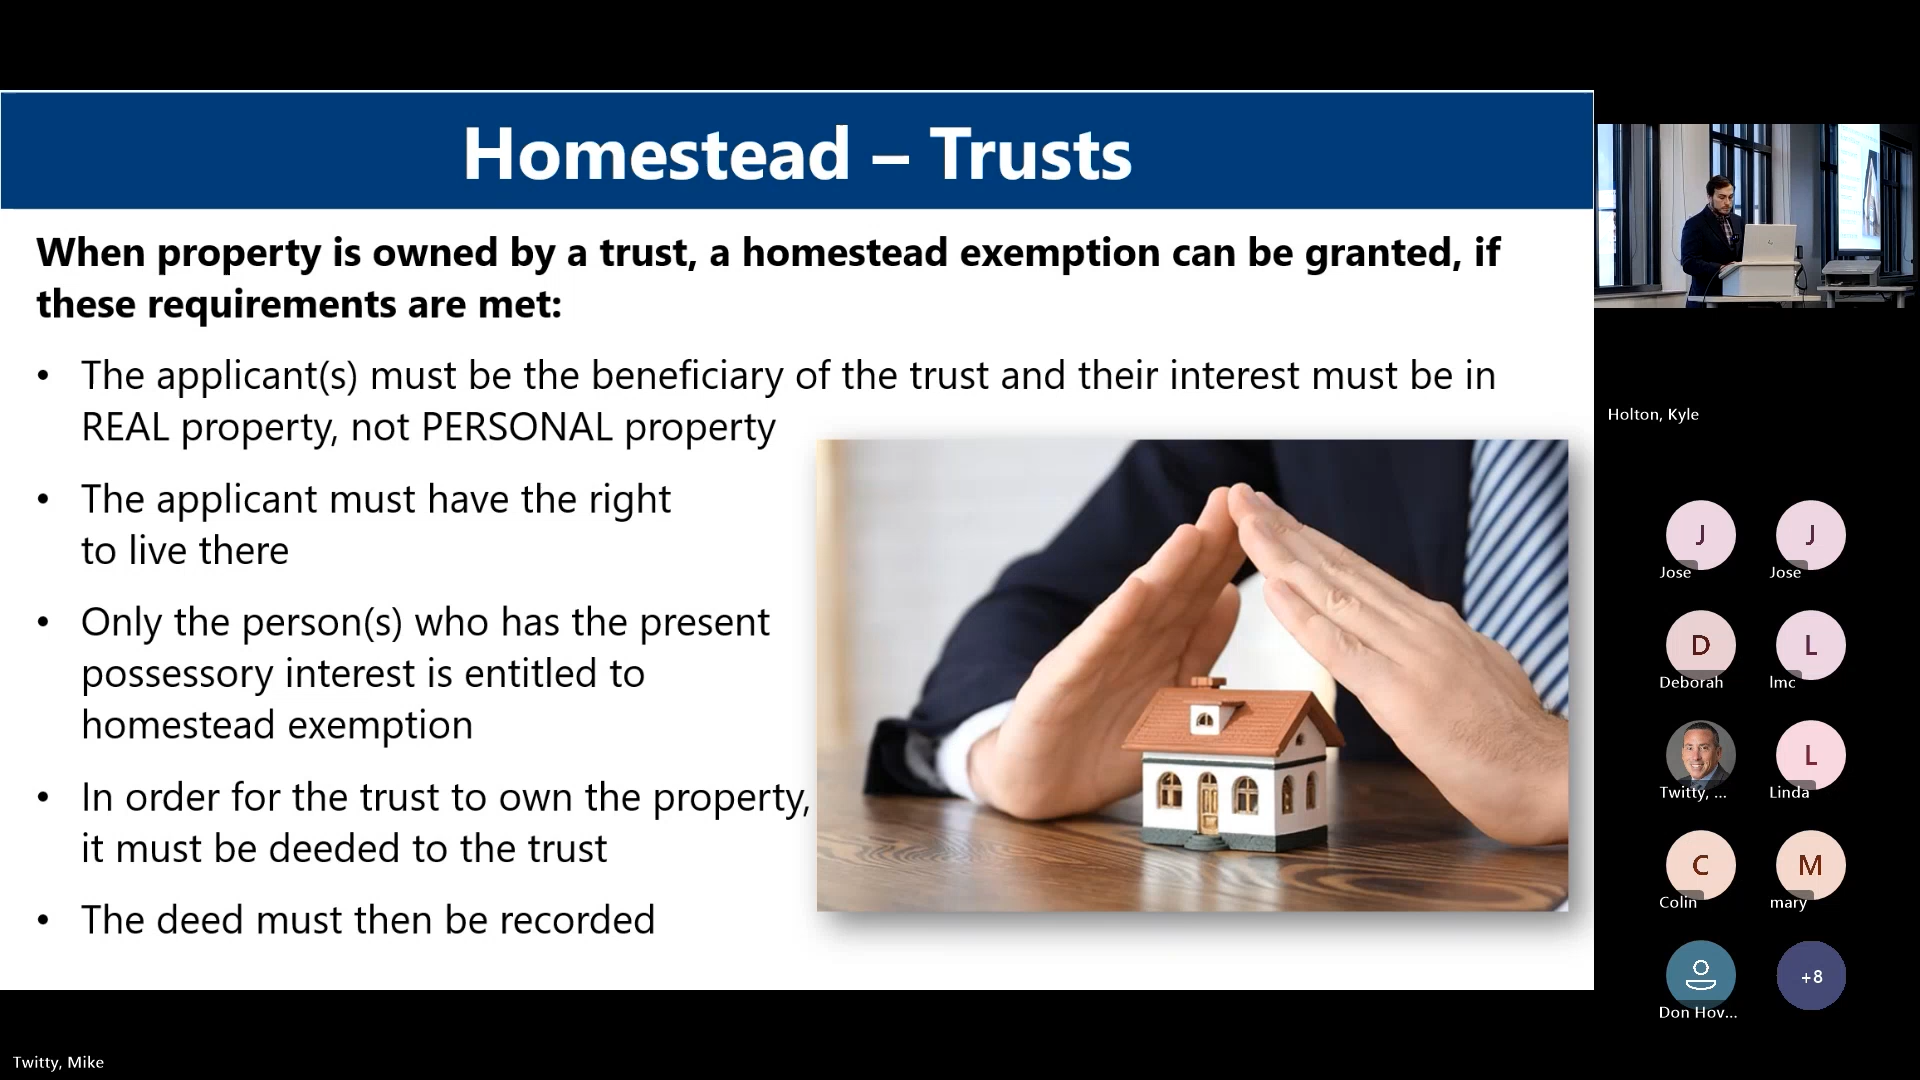 Homestead – Trusts
When property is owned by a trust, a homestead exemption can be granted, if
these requirements are met:
• The applicant(s) must be the beneficiary of the trust and their interest must be in
REAL property, not PERSONAL property
• The applicant must have the right
to live there
• Only the person(s) who has the present
possessory interest is entitled to
homestead exemption
• In order for the trust to own the property,
it must be deeded to the trust
• The deed must then be recorded
Holton, Kyle
J
J
Jose
Jose
D
L
Deborah
lmc
L
Twitty, ...
Linda
C
M
Colin
mary
+8
Don Hov...
Twitty, Mike